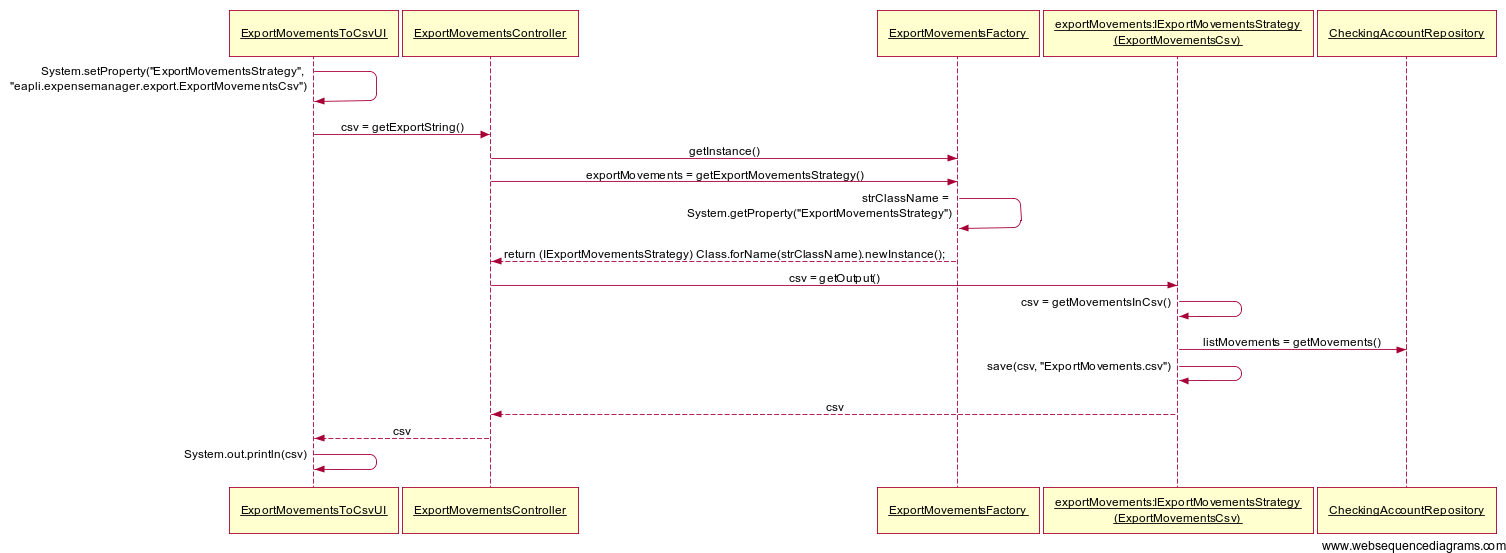 ExportMovementsToCsvUI
ExportMovementsController
ExportMovementsFactory
exportMovements:IExportMovementsStrategy
(ExportMovementsCsv)
CheckingAccountRepository
System.setProperty("ExportMovementsStrategy",
"eapli.expensemanager.export.ExportMovementsCsv")
csv = getExportString()
getInstance()
exportMovements = getExportMovementsStrategy()
strClassName =
System.getProperty("ExportMovementsStrategy")
return (IExportMovementsStrategy) Class.forName(strClassName).newInstance();
csv = getOutput()
csv = getMovementsInCsv()
listMovements = getMovements()
save(csv, "ExportMovements.csv")
csv
csv
System.out.println(csv)
ExportMovementsToCsvUI
ExportMovementsController
ExportMovementsFactory
exportMovements:IExportMovementsStrategy
(ExportMovementsCsv)
CheckingAccountRepository
www.websequencediagrams.com